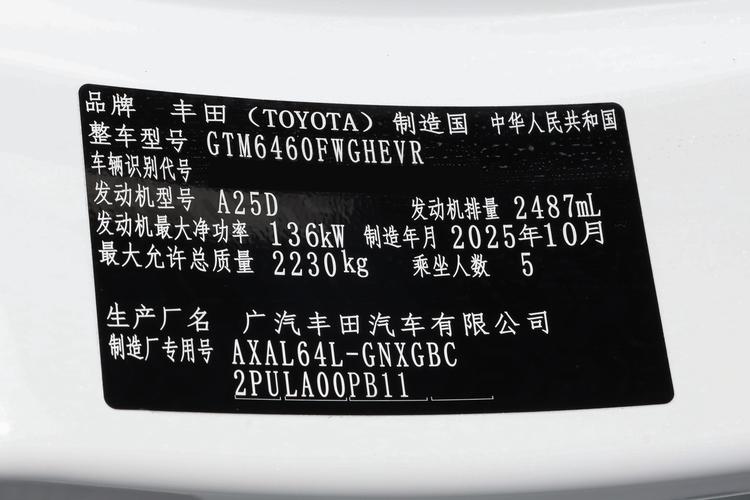 品牌 丰田（TOYOTA）制造国 中华人民共和国
整车型号 GTM6460FWGHEVR
车辆识别代号
发动机型号 A25D 发动机排量 2487mL
发动机最大净功率 136kW 制造年月 2025年10月
最大允许总质量 2230kg 乘坐人数 5
生产厂名 广汽丰田汽车有限公司
制造厂专用号 AXAL64L-GNXGBC
2PULA00PB11